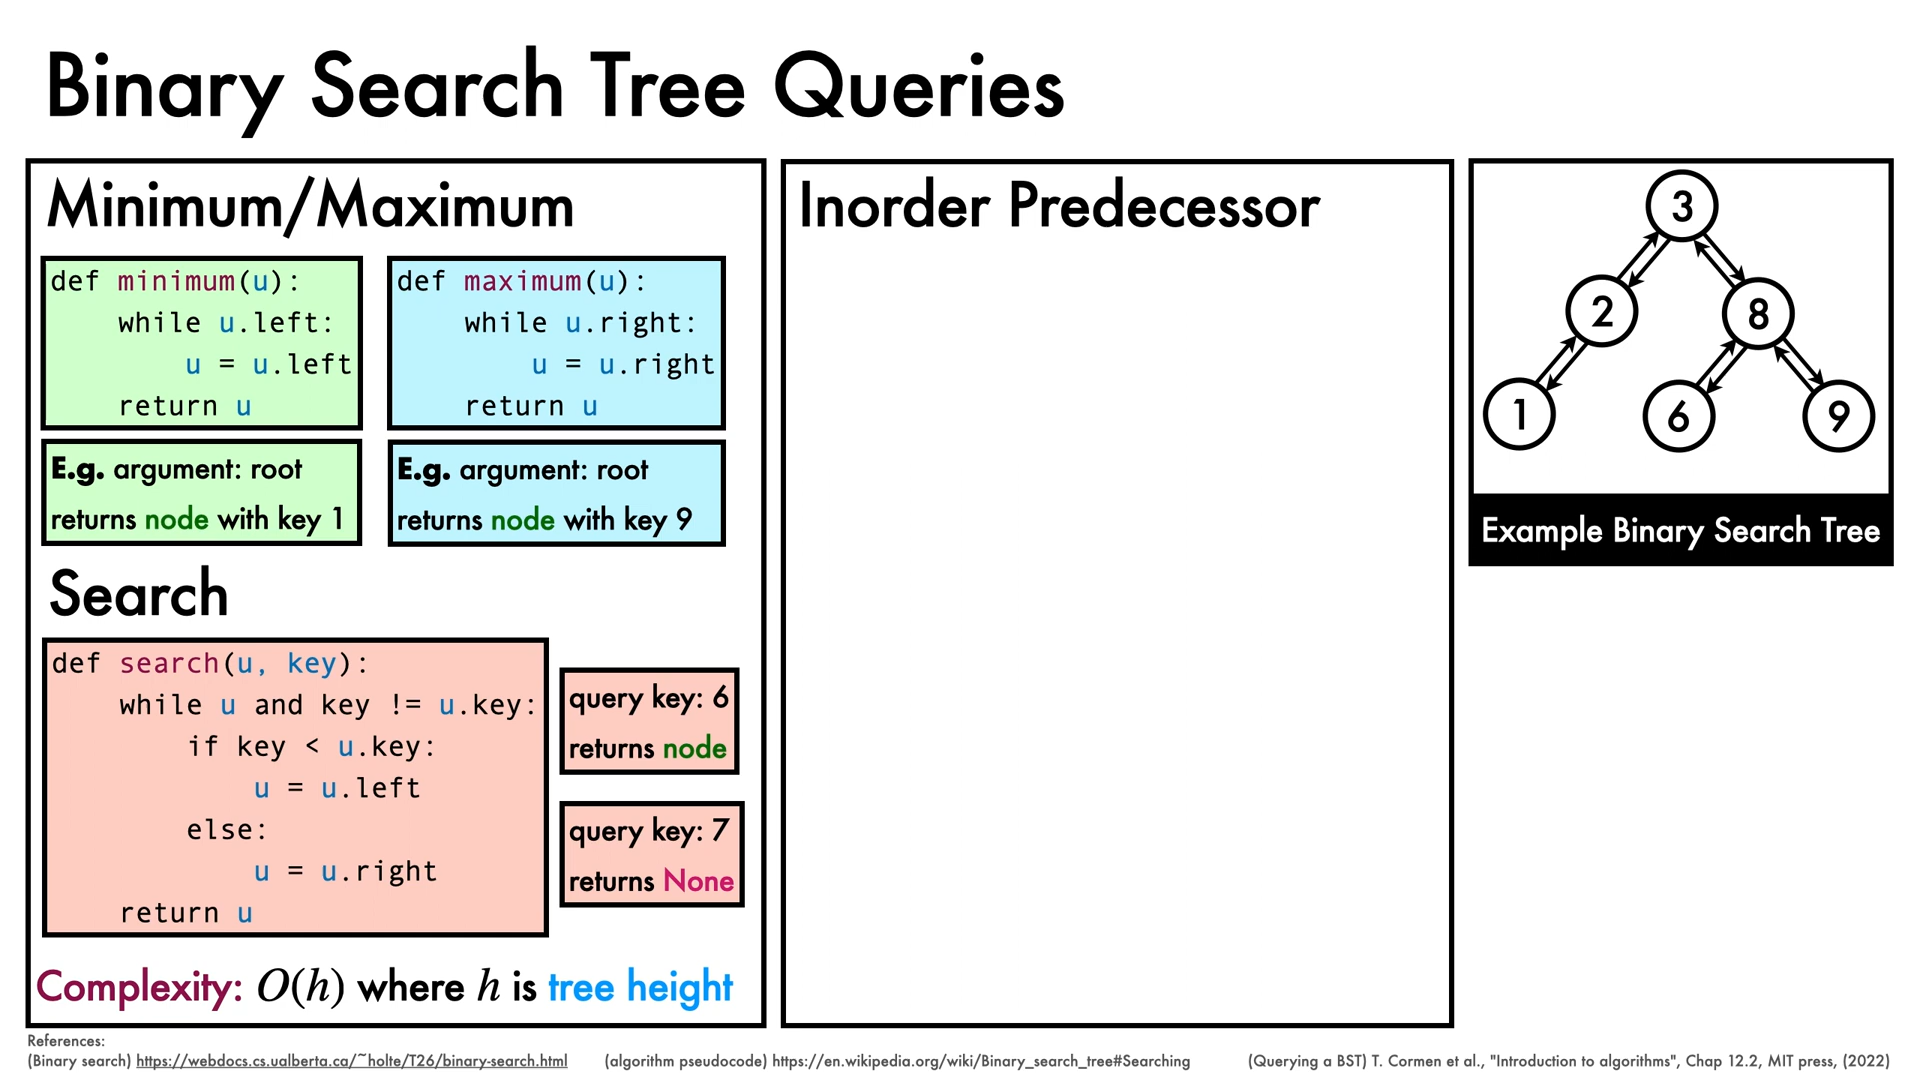 Binary Search Tree Queries
Minimum/Maximum
def minimum(u):
    while u.left:
        u = u.left
    return u
def maximum(u):
    while u.right:
        u = u.right
    return u
E.g. argument: root
returns node with key 1
E.g. argument: root
returns node with key 9
Search
def search(u, key):
    while u and key != u.key:
        if key < u.key:
            u = u.left
        else:
            u = u.right
    return u
query key: 6
returns node
query key: 7
returns None
Complexity: O(h) where h is tree height
Inorder Predecessor
3
2
8
1
6
9
Example Binary Search Tree
References:
(Binary search) https://webdocs.cs.ualberta.ca/~holte/T26/binary-search.html
(algorithm pseudocode) https://en.wikipedia.org/wiki/Binary_search_tree#Searching
(Querying a BST) T. Cormen et al., "Introduction to algorithms", Chap 12.2, MIT press, (2022)